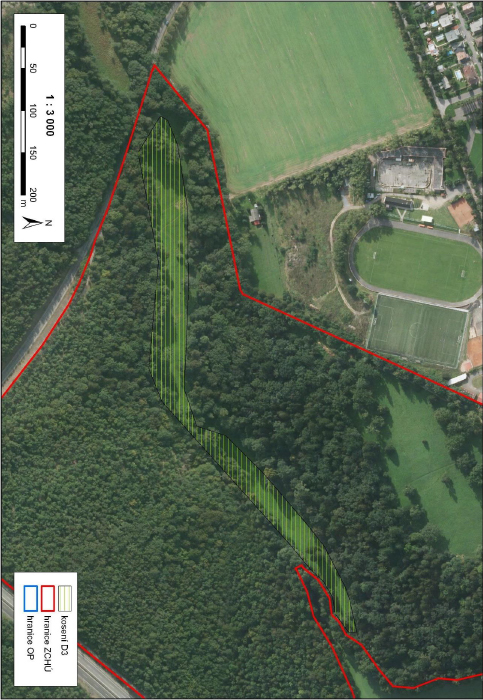 0 50 100 150 200
m
1 : 3 000
N
kosení D3
hranice ZCHÚ
hranice OP